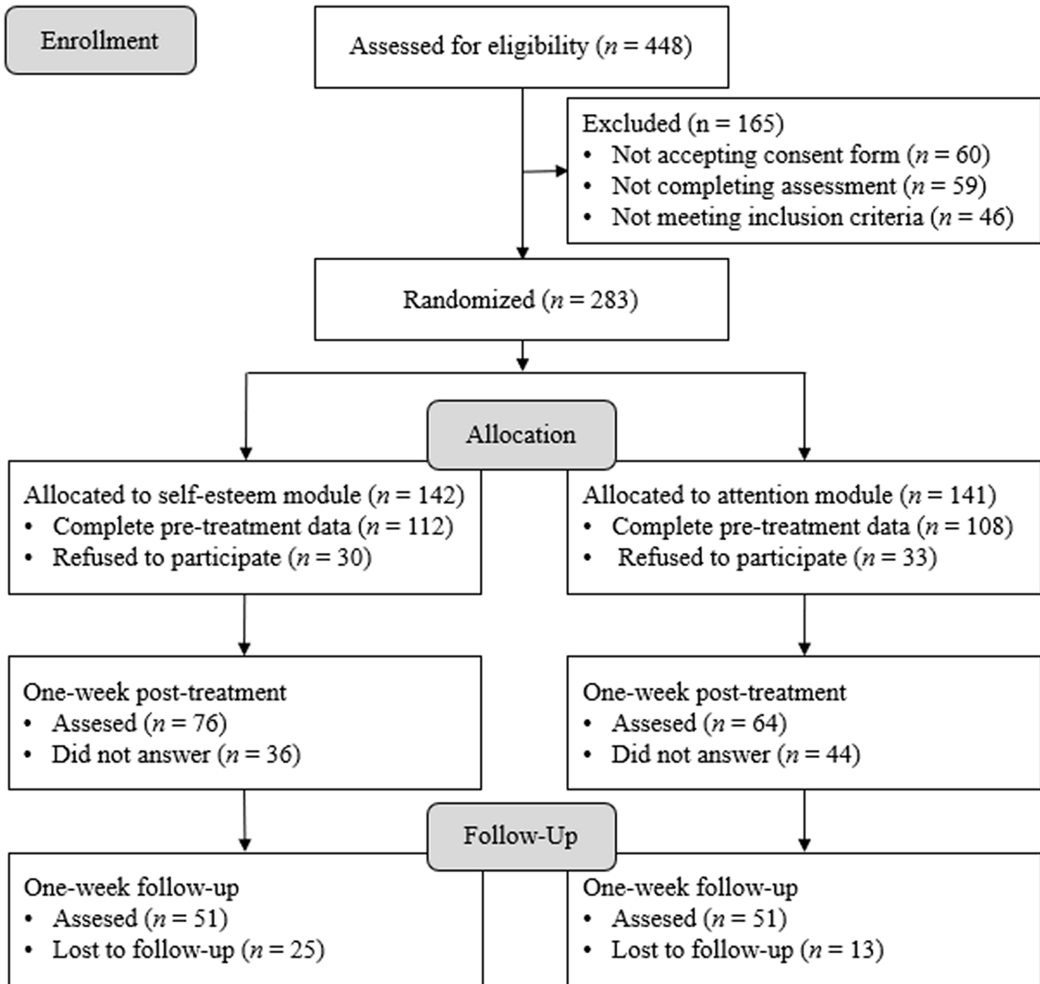 Enrollment
Assessed for eligibility (n = 448)
Excluded (n = 165)
• Not accepting consent form (n = 60)
• Not completing assessment (n = 59)
• Not meeting inclusion criteria (n = 46)
Randomized (n = 283)
Allocation
Allocated to self-esteem module (n = 142)
• Complete pre-treatment data (n = 112)
• Refused to participate (n = 30)
Allocated to attention module (n = 141)
• Complete pre-treatment data (n = 108)
• Refused to participate (n = 33)
One-week post-treatment
• Assesed (n = 76)
• Did not answer (n = 36)
One-week post-treatment
• Assesed (n = 64)
• Did not answer (n = 44)
Follow-Up
One-week follow-up
• Assesed (n = 51)
• Lost to follow-up (n = 25)
One-week follow-up
• Assesed (n = 51)
• Lost to follow-up (n = 13)